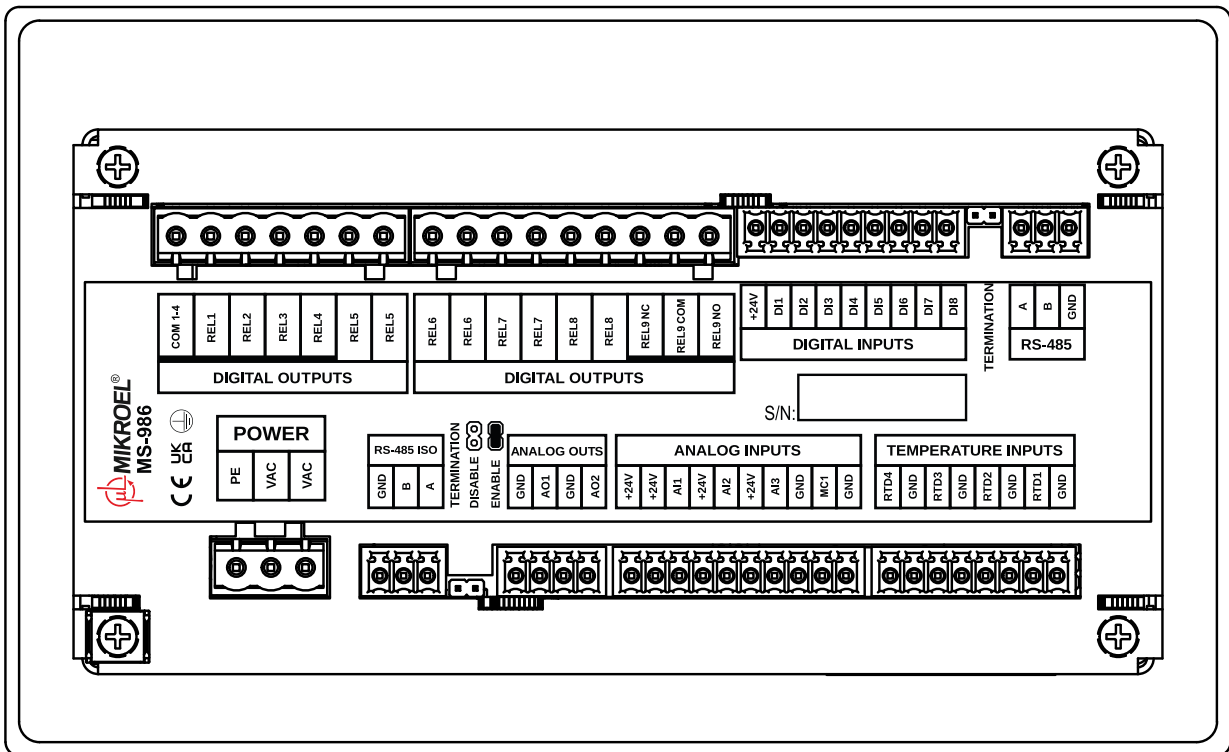 COM 1-4
REL1
REL2
REL3
REL4
REL5
REL5
DIGITAL OUTPUTS
REL6
REL6
REL7
REL7
REL8
REL8
REL9 NC
REL9 COM
REL9 NO
DIGITAL OUTPUTS
+24V
DI1
DI2
DI3
DI4
DI5
DI6
DI7
DI8
DIGITAL INPUTS
TERMINATION
A
B
GND
RS-485
S/N:
μL MIKROEL®
MS-986
CE UK CA
POWER
PE
VAC
VAC
RS-485 ISO
GND
B
A
TERMINATION
DISABLE
ENABLE
ANALOG OUTS
GND
AO1
GND
AO2
ANALOG INPUTS
+24V
+24V
AI1
+24V
AI2
+24V
AI3
GND
MC1
GND
TEMPERATURE INPUTS
RTD4
GND
RTD3
GND
RTD2
GND
RTD1
GND